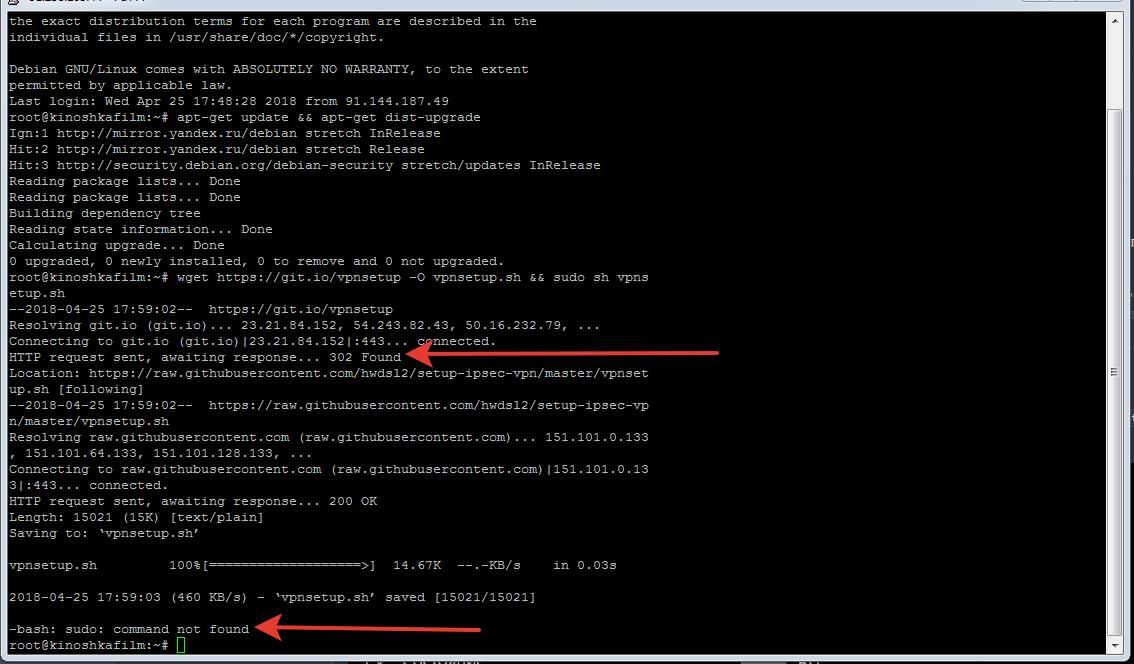 the exact distribution terms for each program are described in the
individual files in /usr/share/doc/*/copyright.
Debian GNU/Linux comes with ABSOLUTELY NO WARRANTY, to the extent
permitted by applicable law.
Last login: Wed Apr 25 17:48:28 2018 from 91.144.187.49
root@kinoshkafilm:~# apt-get update && apt-get dist-upgrade
Ign:1 http://mirror.yandex.ru/debian stretch InRelease
Hit:2 http://mirror.yandex.ru/debian stretch Release
Hit:3 http://security.debian.org/debian-security stretch/updates InRelease
Reading package lists... Done
Reading package lists... Done
Building dependency tree
Reading state information... Done
Calculating upgrade... Done
0 upgraded, 0 newly installed, 0 to remove and 0 not upgraded.
root@kinoshkafilm:~# wget https://git.io/vpnsetup -O vpnsetup.sh && sudo sh vpns
etup.sh
--2018-04-25 17:59:02--  https://git.io/vpnsetup
Resolving git.io (git.io)... 23.21.84.152, 54.243.82.43, 50.16.232.79, ...
Connecting to git.io (git.io)|23.21.84.152|:443... connected.
HTTP request sent, awaiting response... 302 Found
Location: https://raw.githubusercontent.com/hwdsl2/setup-ipsec-vpn/master/vpnset
up.sh [following]
--2018-04-25 17:59:02--  https://raw.githubusercontent.com/hwdsl2/setup-ipsec-vp
n/master/vpnsetup.sh
Resolving raw.githubusercontent.com (raw.githubusercontent.com)... 151.101.0.133
, 151.101.64.133, 151.101.128.133, ...
Connecting to raw.githubusercontent.com (raw.githubusercontent.com)|151.101.0.13
3|:443... connected.
HTTP request sent, awaiting response... 200 OK
Length: 15021 (15K) [text/plain]
Saving to: ‘vpnsetup.sh’
vpnsetup.sh         100%[===================>]  14.67K  --.-KB/s    in 0.03s
2018-04-25 17:59:03 (460 KB/s) - ‘vpnsetup.sh’ saved [15021/15021]
-bash: sudo: command not found
root@kinoshkafilm:~#